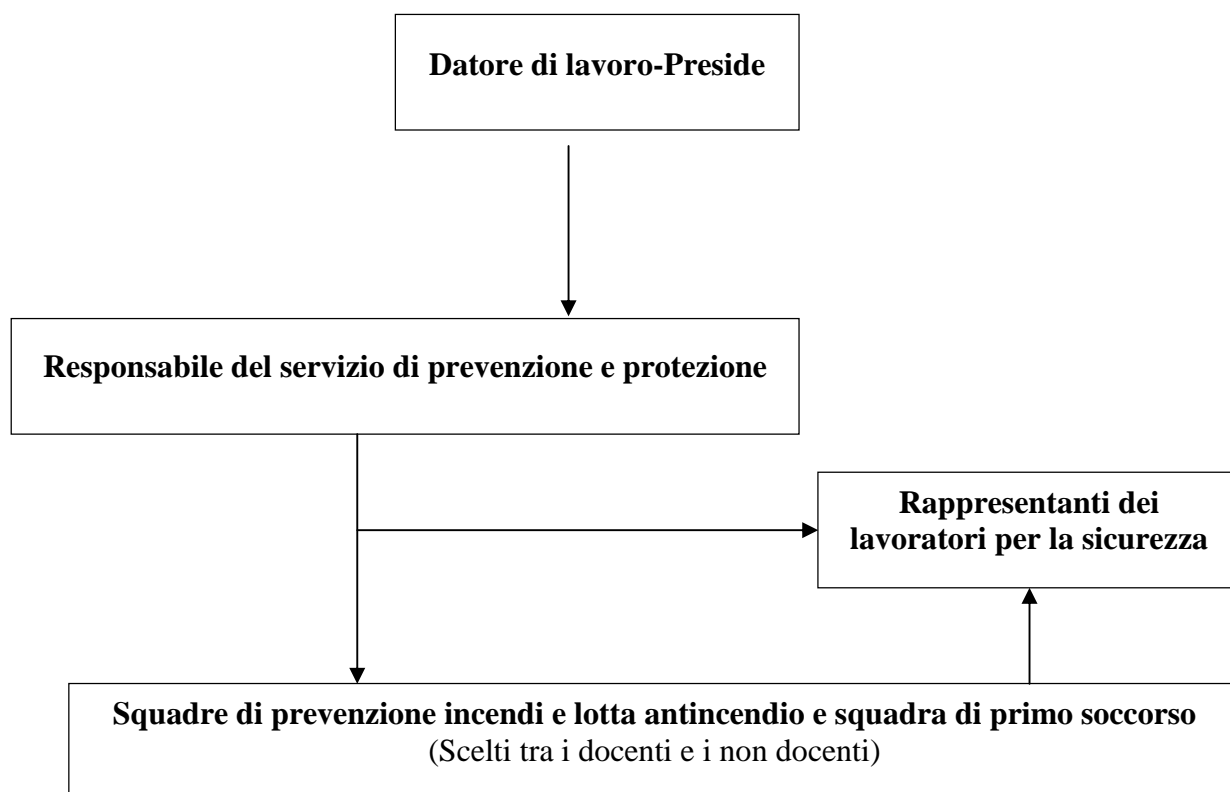 Datore di lavoro-Preside
Responsabile del servizio di prevenzione e protezione
Rappresentanti dei
lavoratori per la sicurezza
Squadre di prevenzione incendi e lotta antincendio e squadra di primo soccorso
(Scelti tra i docenti e i non docenti)